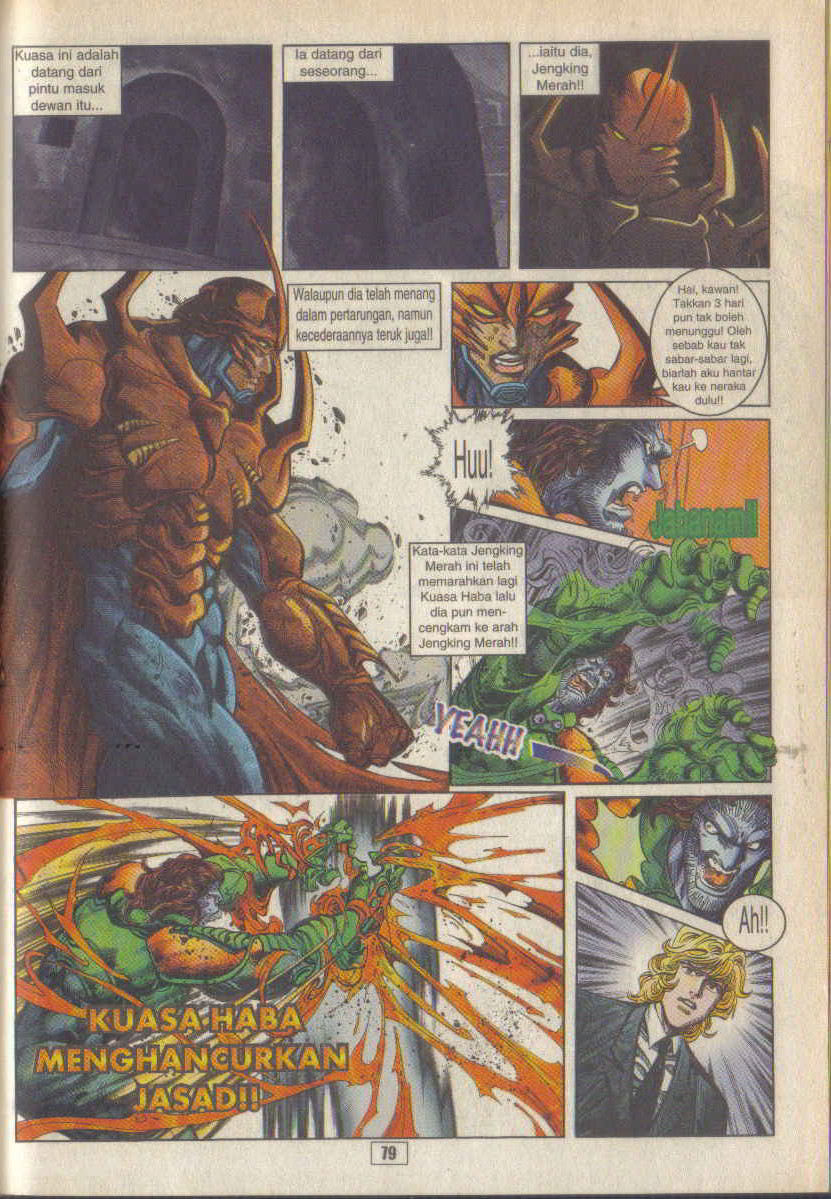 Kuasa ini adalah
datang dari
pintu masuk
dewan itu...
Ia datang dari
seseorang...
...iaitu dia,
Jengking
Merah!!
Walaupun dia telah menang
dalam pertarungan, namun
kecederaannya teruk juga!!
Hai, kawan!
Takkan 3 hari
pun tak boleh
menunggu! Oleh
sebab kau tak
sabar-sabar lagi,
biarlah aku hantar
kau ke neraka
dulu!!
Huu!
Jahanam!!
Kata-kata Jengking
Merah ini telah
memarahkan lagi
Kuasa Haba lalu
dia pun men-
cengkam ke arah
Jengking Merah!!
YEAHH
KUASA HABA
MENGHANCURKAN
JASAD!!
Ah!!
79